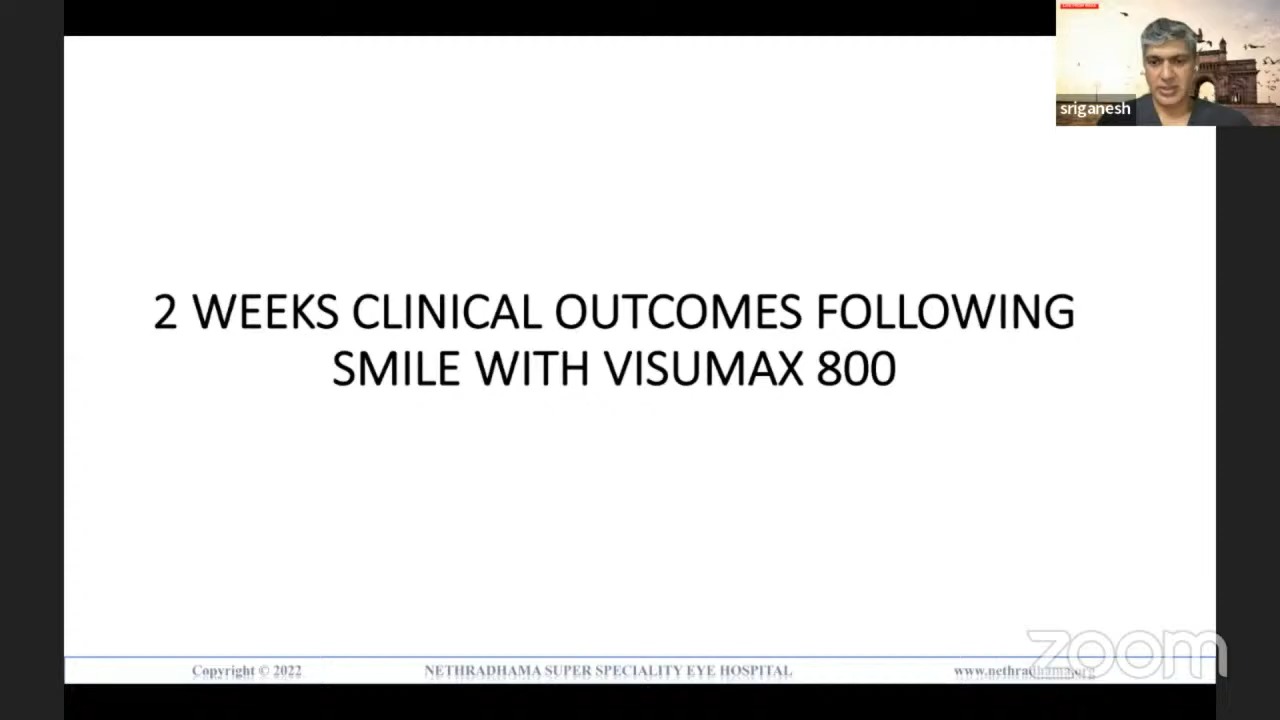 sriganesh
2 WEEKS CLINICAL OUTCOMES FOLLOWING
SMILE WITH VISUMAX 800
Copyright © 2022
NETHRADHAMA SUPER SPECIALITY EYE HOSPITAL
www.nethradhama.org
zoom